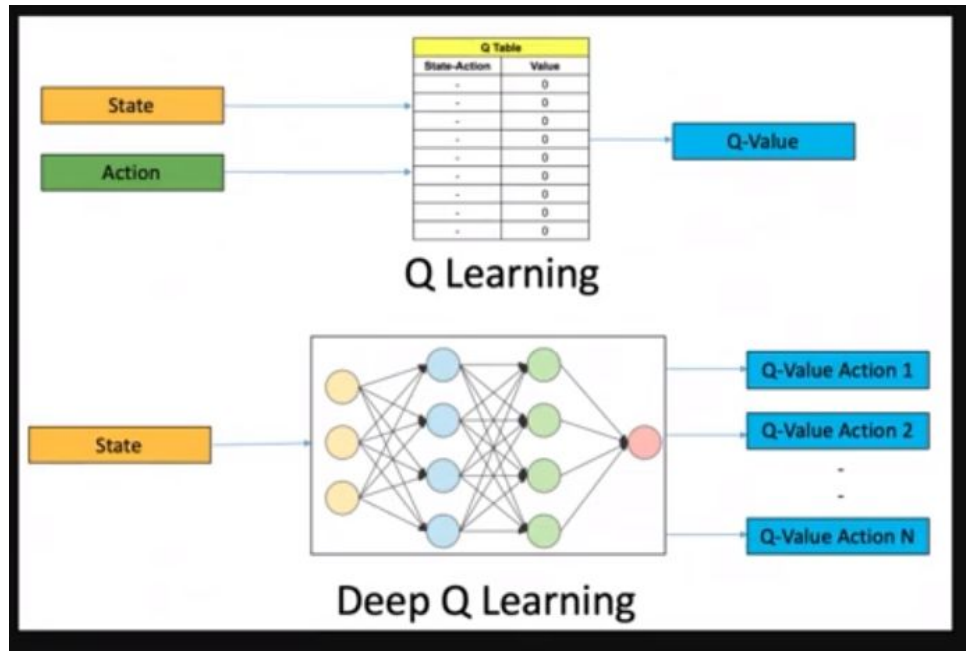 Q Table
State-Action Value
- 0
- 0
- 0
- 0
- 0
- 0
- 0
- 0
- 0
State
Action
Q-Value
Q Learning
State
Q-Value Action 1
Q-Value Action 2
-
-
Q-Value Action N
Deep Q Learning